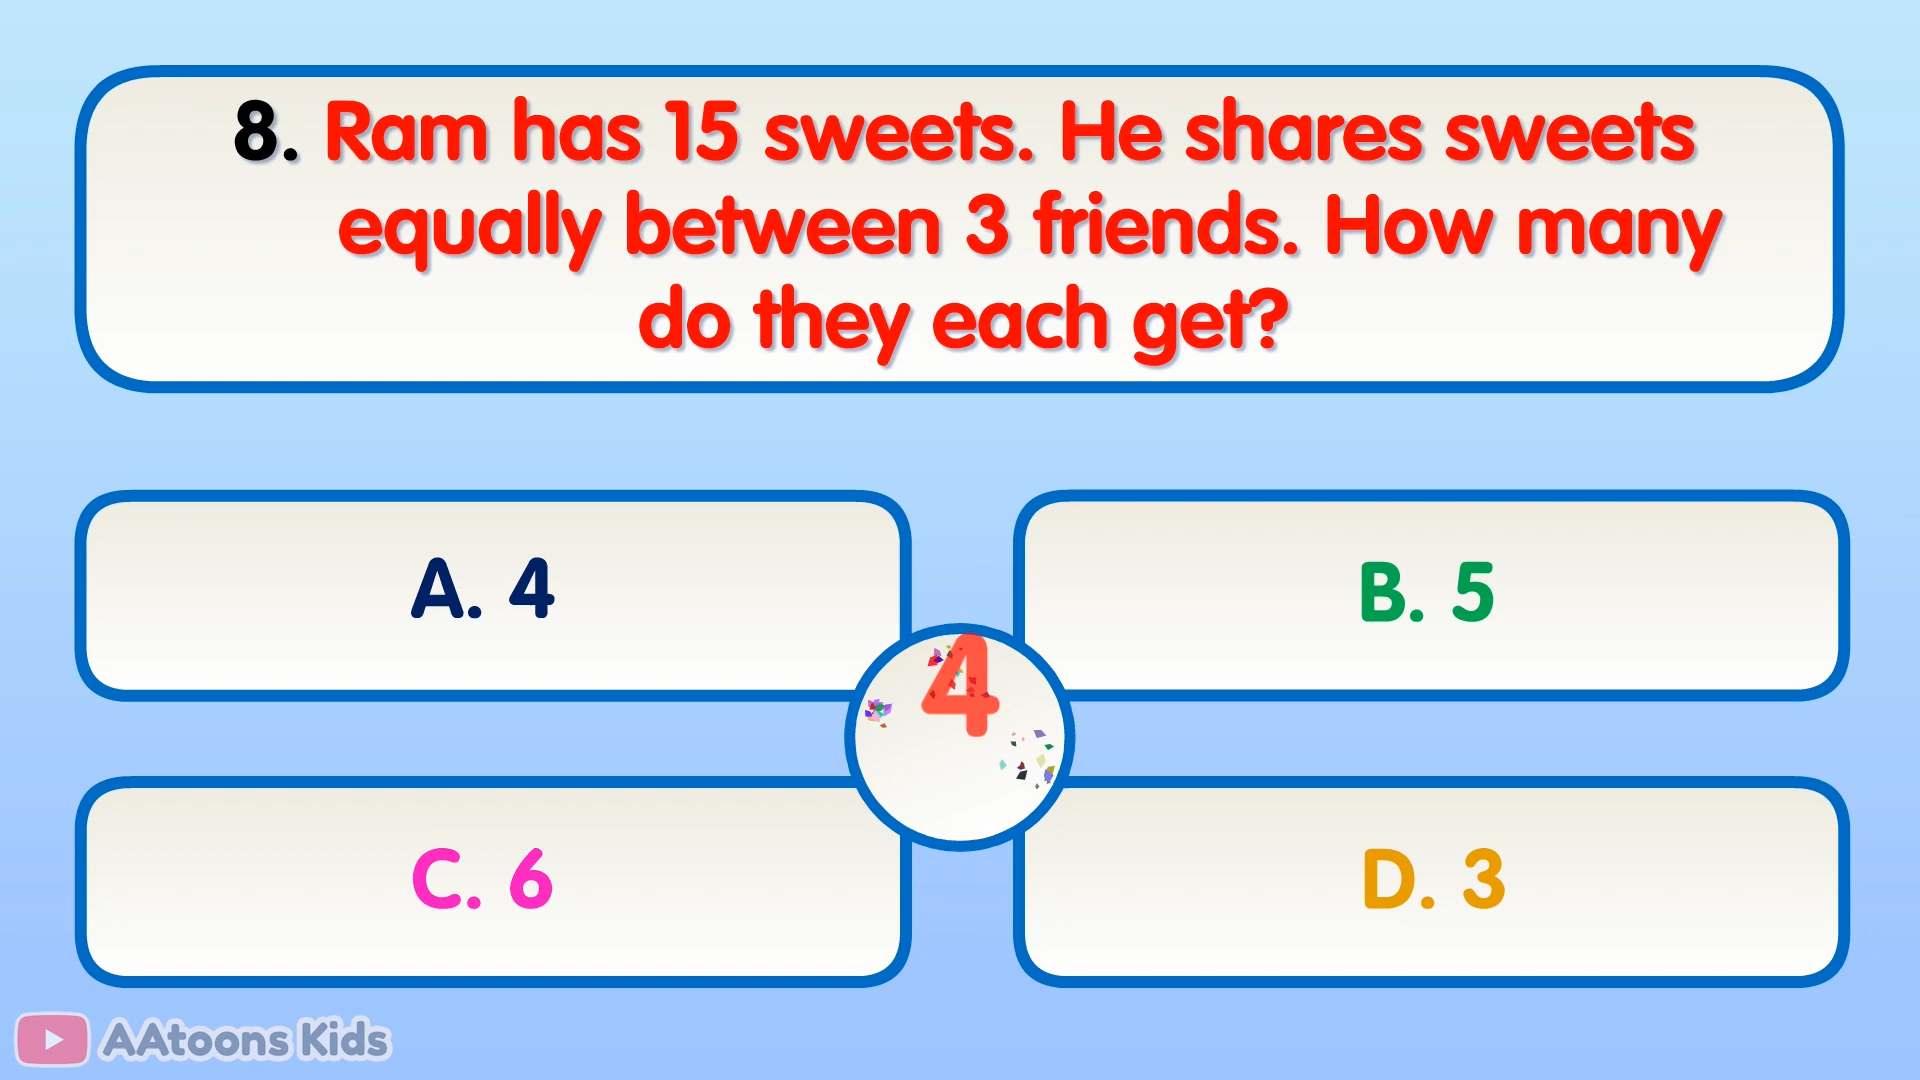 8. Ram has 15 sweets. He shares sweets
equally between 3 friends. How many
do they each get?
A. 4
B. 5
4
C. 6
D. 3
AAtoons Kids